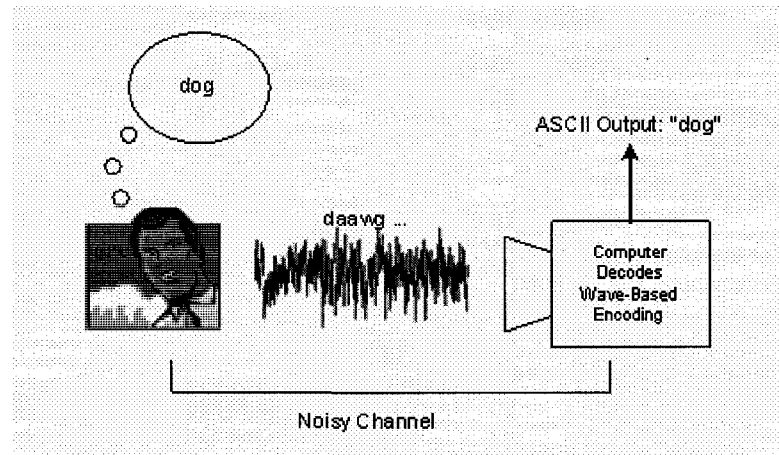 dog
ASCII Output: "dog"
daawg ...
Computer
Decodes
Wave-Based
Encoding
Noisy Channel